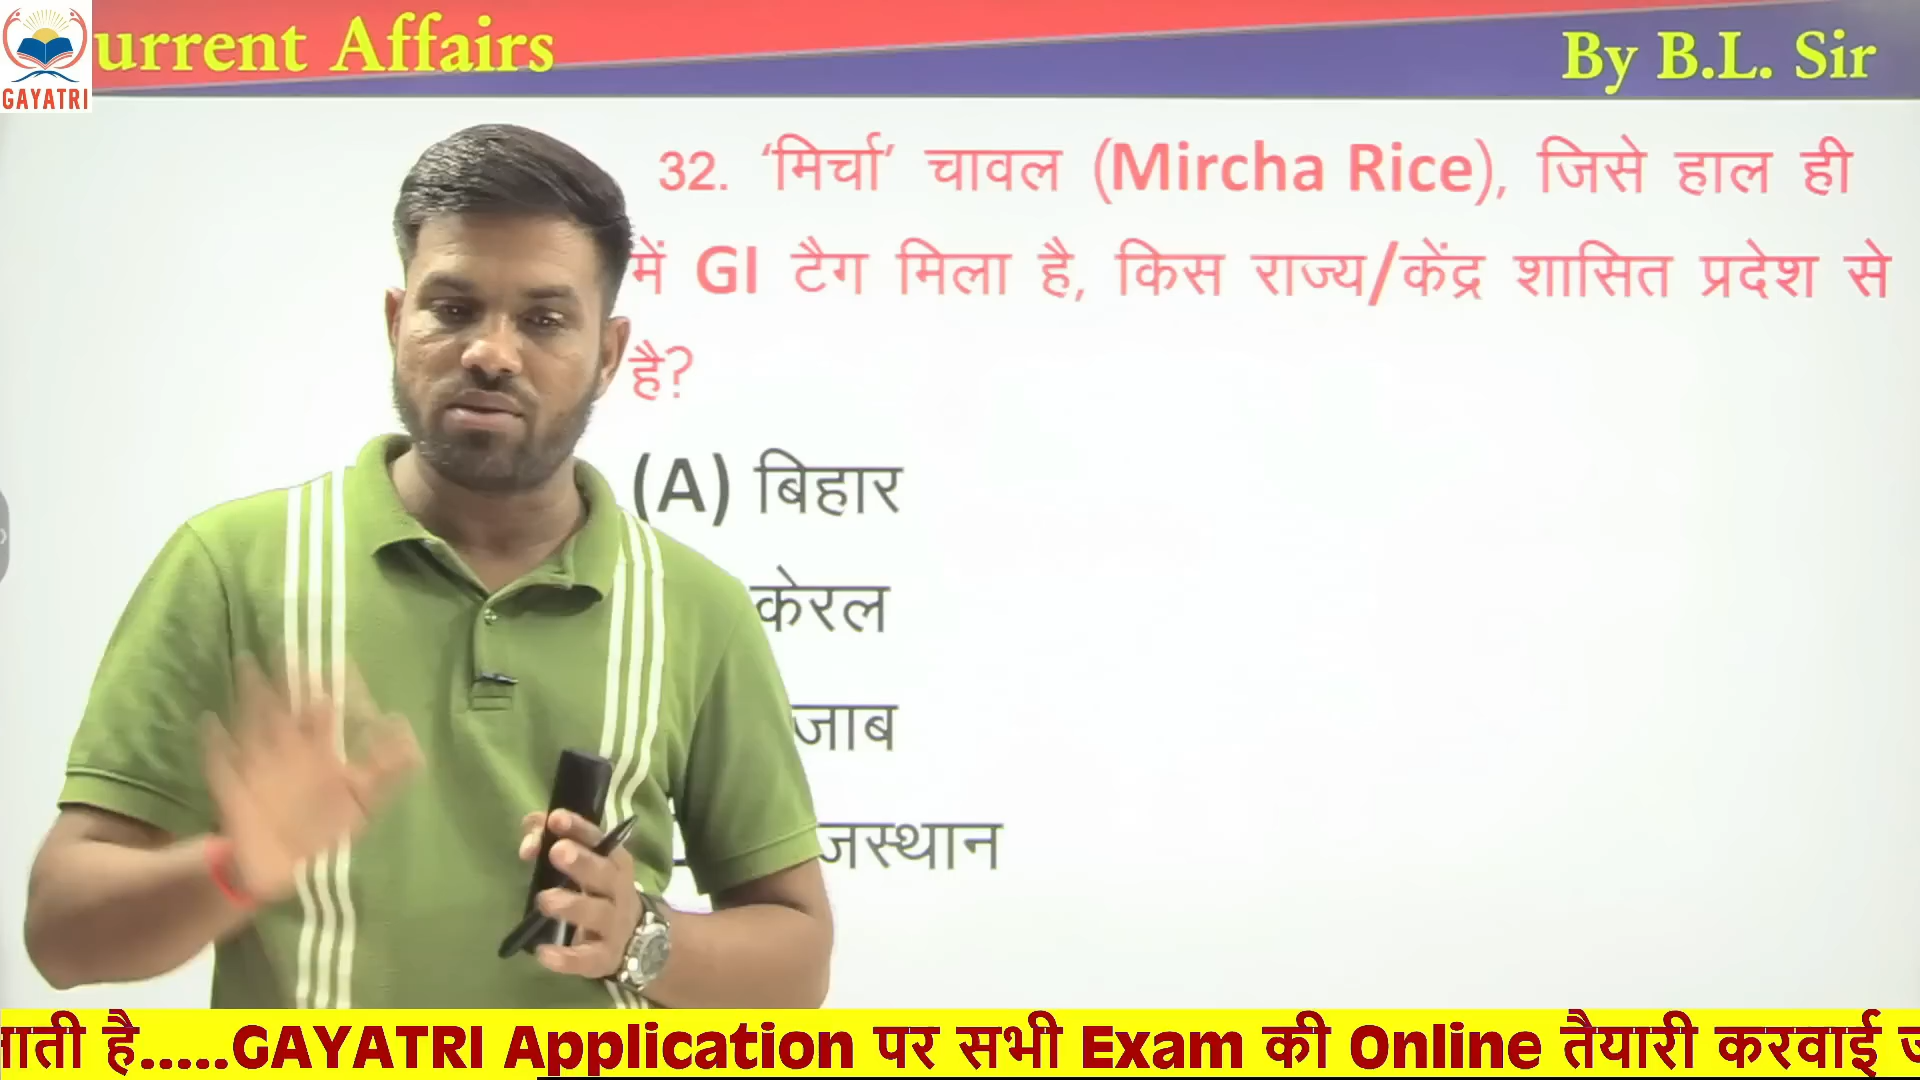 urrent Affairs
By B.L. Sir
GAYATRI
32. ‘मिर्चा’ चावल (Mircha Rice), जिसे हाल ही
में GI टैग मिला है, किस राज्य/केंद्र शासित प्रदेश से
है?
(A) बिहार
केरल
जाब
जस्थान
ाती है.....GAYATRI Application पर सभी Exam की Online तैयारी करवाई ज